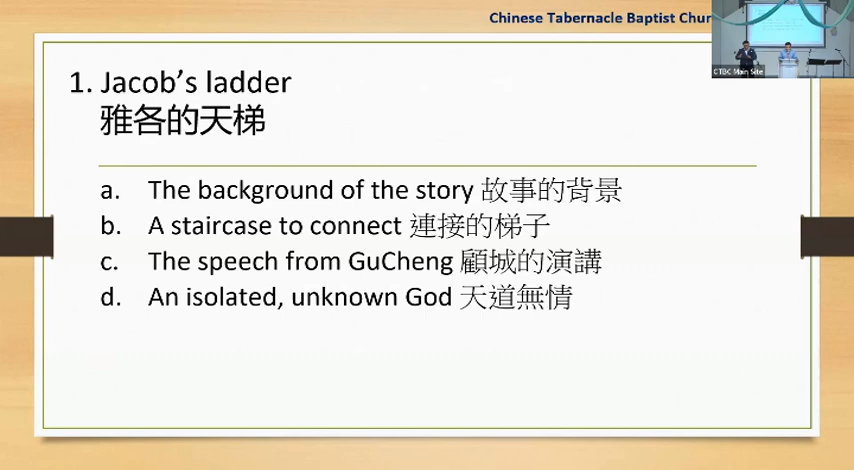 Chinese Tabernacle Baptist
CTBC Main Site
1. Jacob's ladder
雅各的天梯
a. The background of the story 故事的背景
b. A staircase to connect 連接的梯子
c. The speech from GuCheng 顧城的演講
d. An isolated, unknown God 天道無情